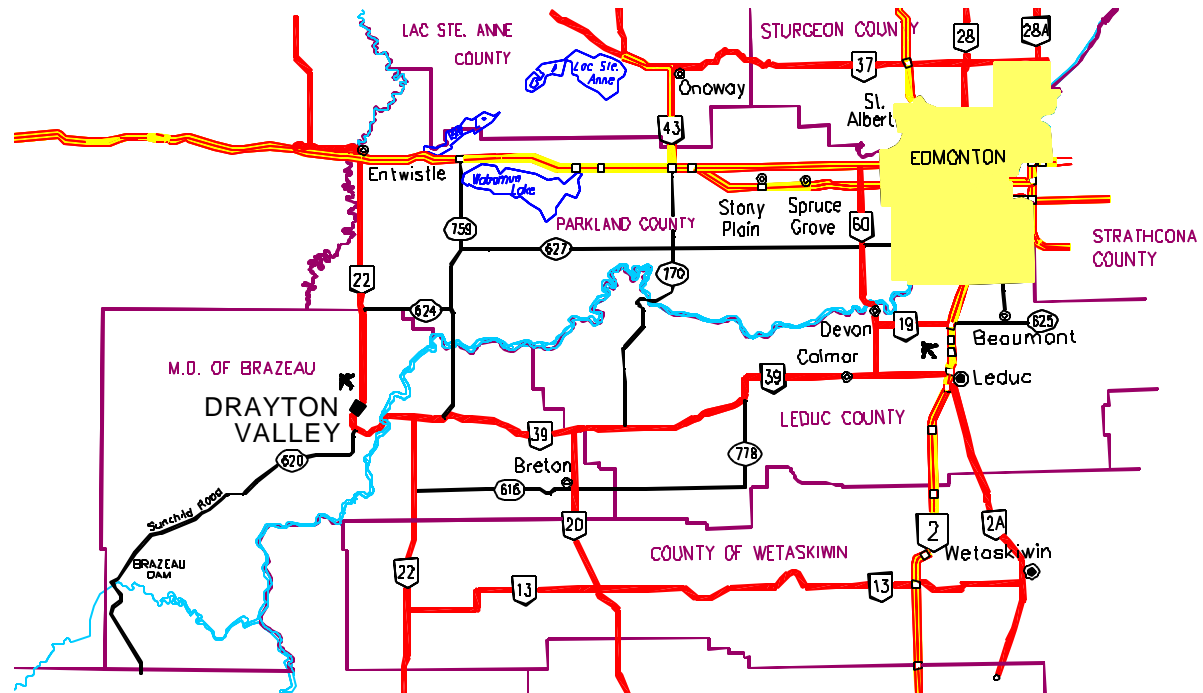 LAC STE. ANNE
COUNTY
STURGEON COUNTY
28
28A
Lac Ste.
Anne
Onoway
37
St.
Albert
43
EDMONTON
Entwistle
Wabamun
Lake
Stony
Plain
Spruce
Grove
PARKLAND COUNTY
759
627
60
STRATHCONA
COUNTY
22
770
624
Devon
19
625
Beaumont
M.D. OF BRAZEAU
Calmar
39
Leduc
DRAYTON
VALLEY
LEDUC COUNTY
39
620
Breton
778
616
Sunchild Road
20
2
2A
BRAZEAU
DAM
COUNTY OF WETASKIWIN
Wetaskiwin
22
13
13